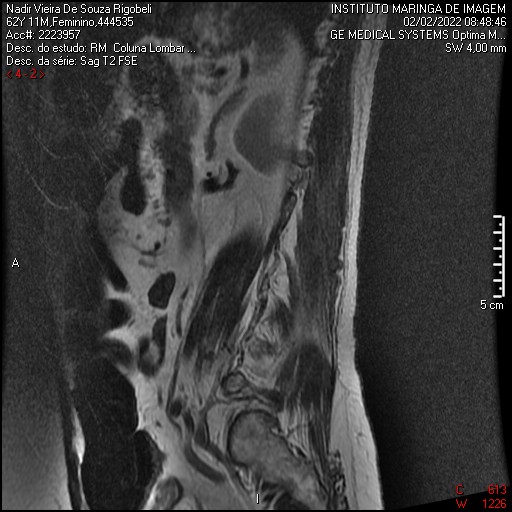 Nadir Vieira De Souza Rigobeli
62Y 11M,Feminino,444535
Acc#: 2223957
Desc. do estudo: RM  Coluna Lombar ...
Desc. da série: Sag T2 FSE
<4-2>
INSTITUTO MARINGA DE IMAGEM
02/02/2022 08:48:46
GE MEDICAL SYSTEMS Optima M...
SW 4,00 mm
A
5 cm
I
C 613
W 1226